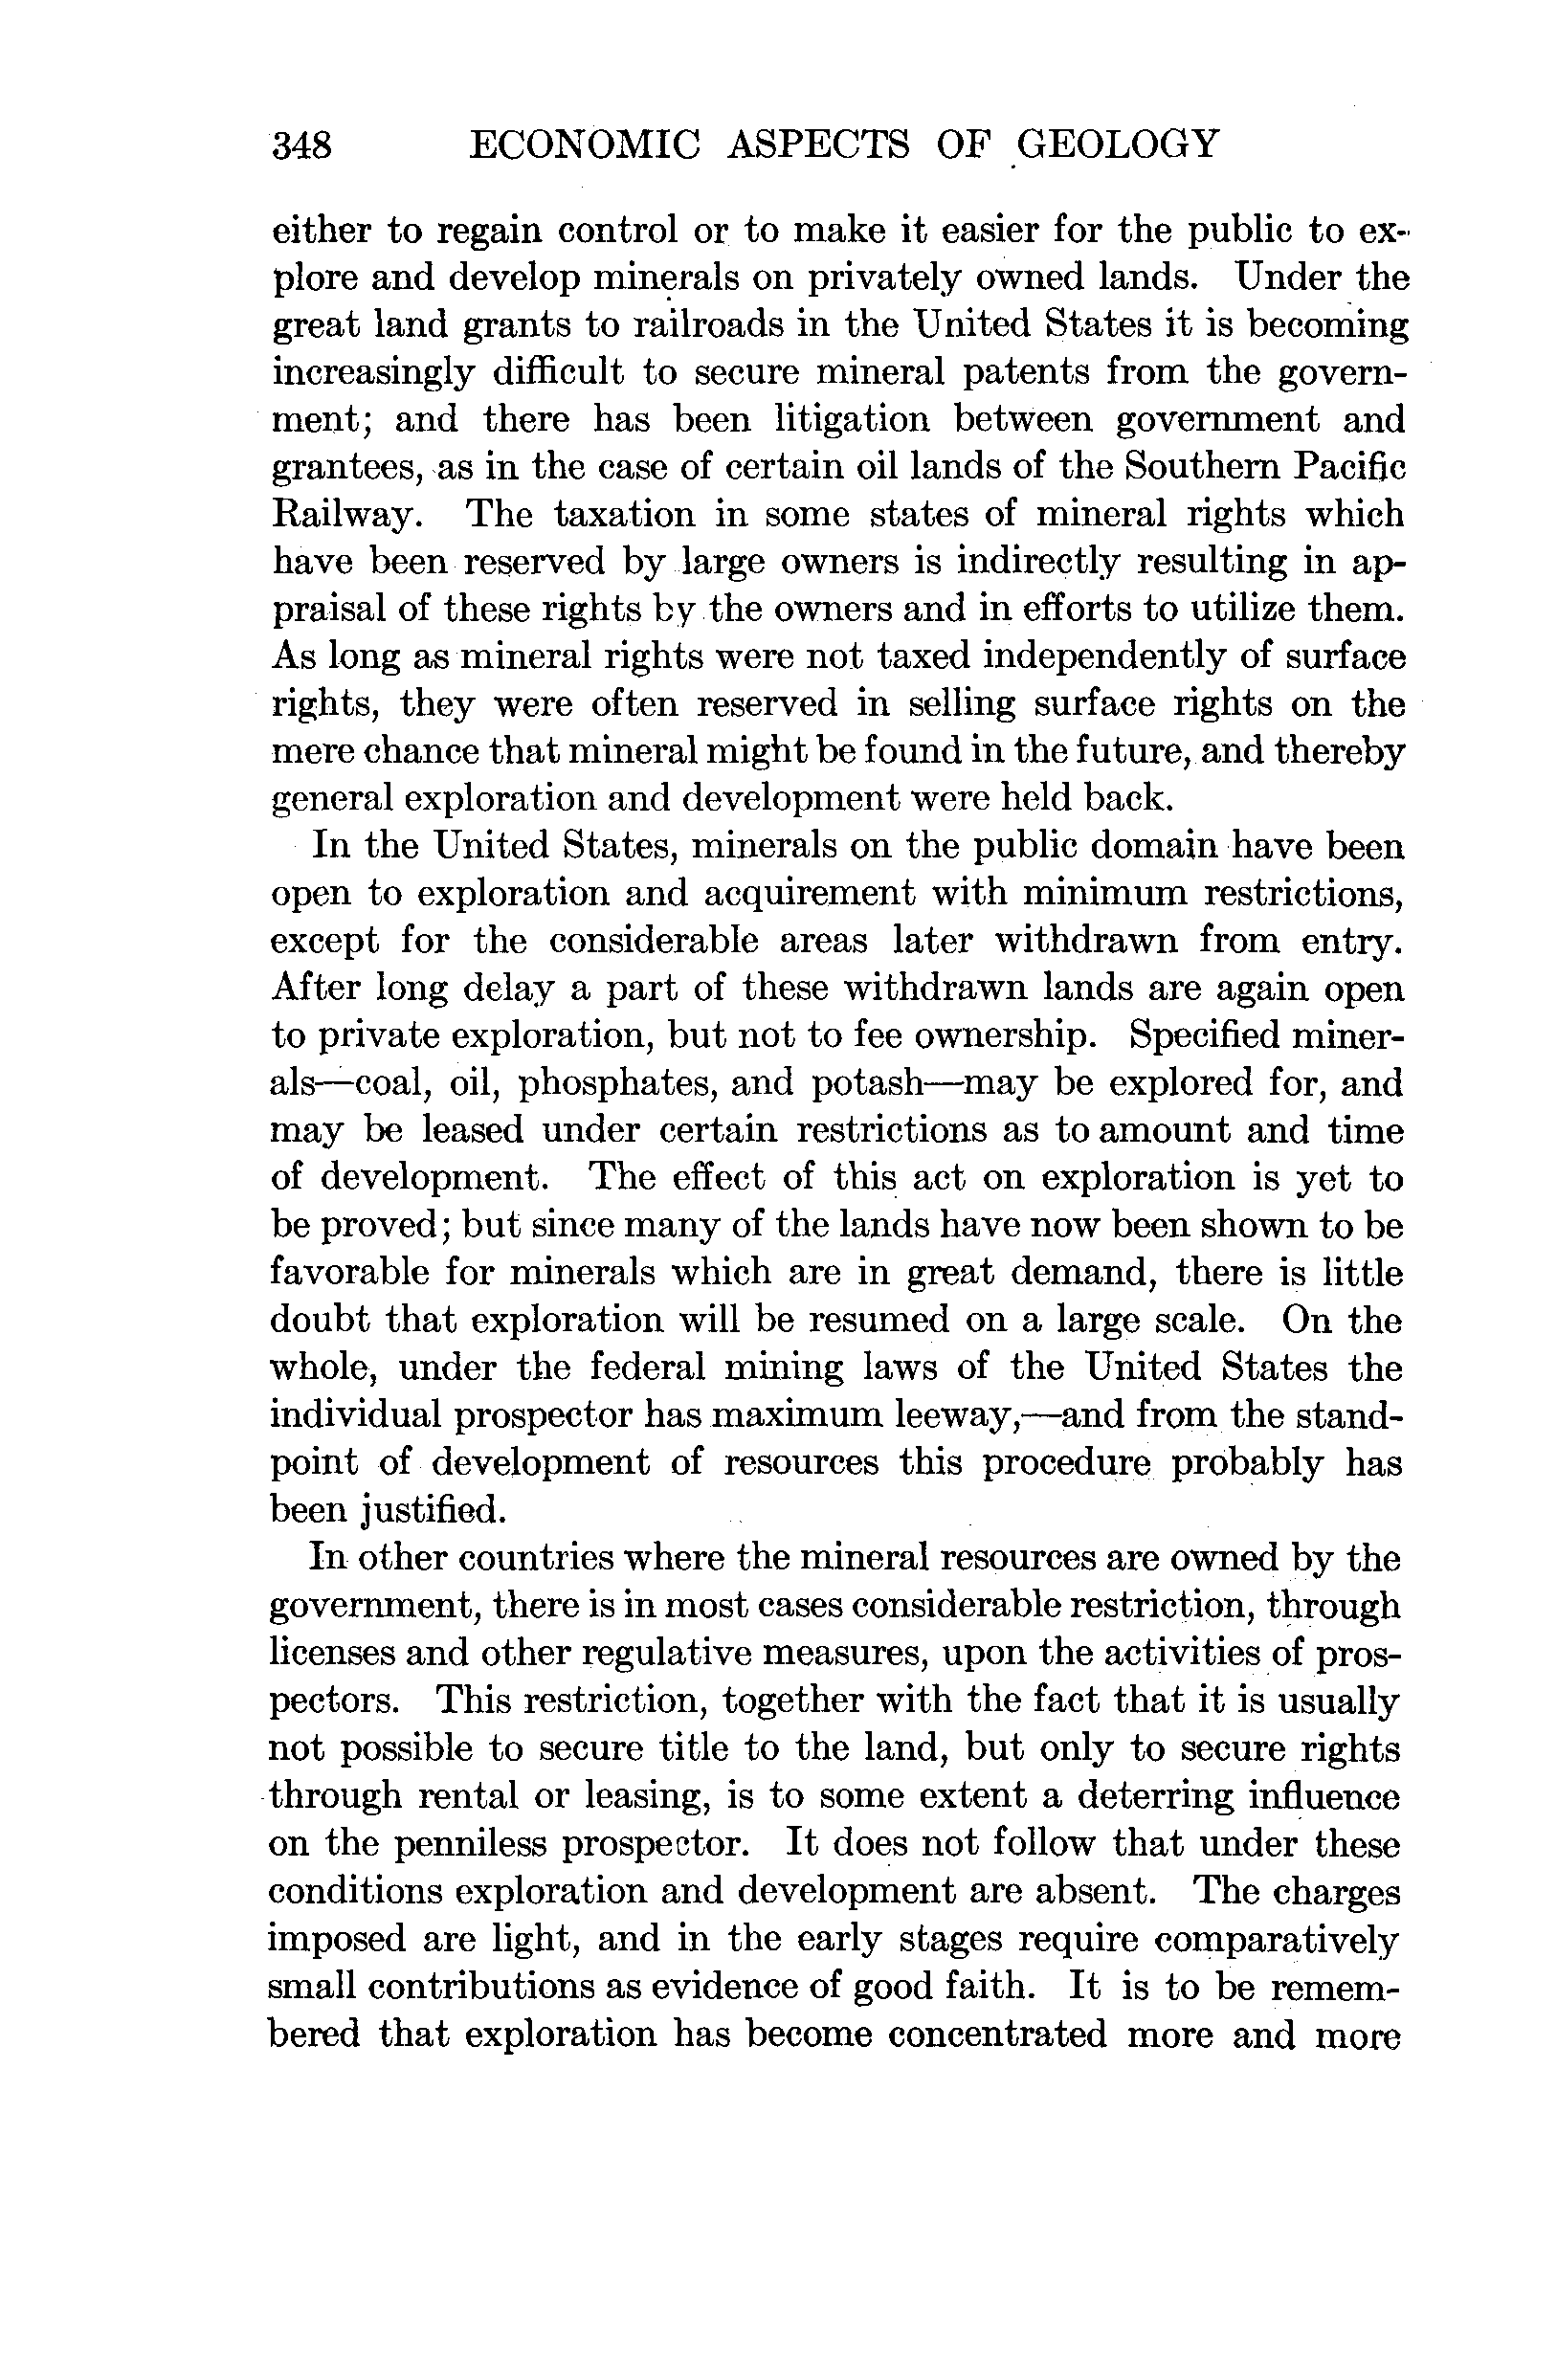 348 ECONOMIC ASPECTS OF GEOLOGY
either to regain control or to make it easier for the public to ex-
plore and develop minerals on privately owned lands. Under the
great land grants to railroads in the United States it is becoming
increasingly difficult to secure mineral patents from the govern-
ment; and there has been litigation between government and
grantees, as in the case of certain oil lands of the Southern Pacific
Railway. The taxation in some states of mineral rights which
have been reserved by large owners is indirectly resulting in ap-
praisal of these rights by the owners and in efforts to utilize them.
As long as mineral rights were not taxed independently of surface
rights, they were often reserved in selling surface rights on the
mere chance that mineral might be found in the future, and thereby
general exploration and development were held back.
In the United States, minerals on the public domain have been
open to exploration and acquirement with minimum restrictions,
except for the considerable areas later withdrawn from entry.
After long delay a part of these withdrawn lands are again open
to private exploration, but not to fee ownership. Specified miner-
als—coal, oil, phosphates, and potash—may be explored for, and
may be leased under certain restrictions as to amount and time
of development. The effect of this act on exploration is yet to
be proved; but since many of the lands have now been shown to be
favorable for minerals which are in great demand, there is little
doubt that exploration will be resumed on a large scale. On the
whole, under the federal mining laws of the United States the
individual prospector has maximum leeway,—and from the stand-
point of development of resources this procedure probably has
been justified.
In other countries where the mineral resources are owned by the
government, there is in most cases considerable restriction, through
licenses and other regulative measures, upon the activities of pros-
pectors. This restriction, together with the fact that it is usually
not possible to secure title to the land, but only to secure rights
through rental or leasing, is to some extent a deterring influence
on the penniless prospector. It does not follow that under these
conditions exploration and development are absent. The charges
imposed are light, and in the early stages require comparatively
small contributions as evidence of good faith. It is to be remem-
bered that exploration has become concentrated more and more